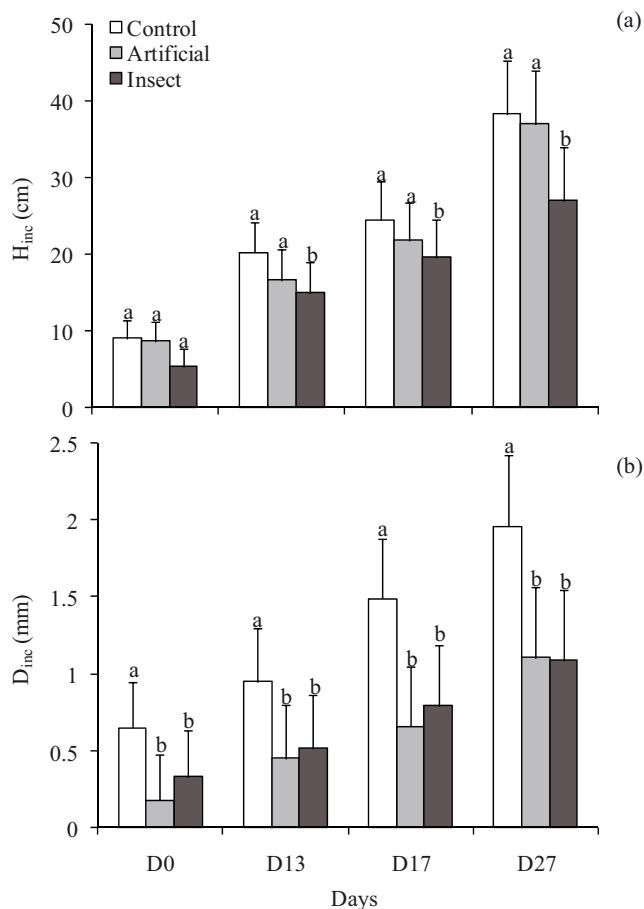 (a)
Control
Artificial
Insect
50
40
30
20
10
0
H_inc (cm)
a a a
a a b
a a b
a a b
(b)
2.5
2
1.5
1
0.5
0
D_inc (mm)
a b b
a b b
a b b
a b b
D0 D13 D17 D27
Days